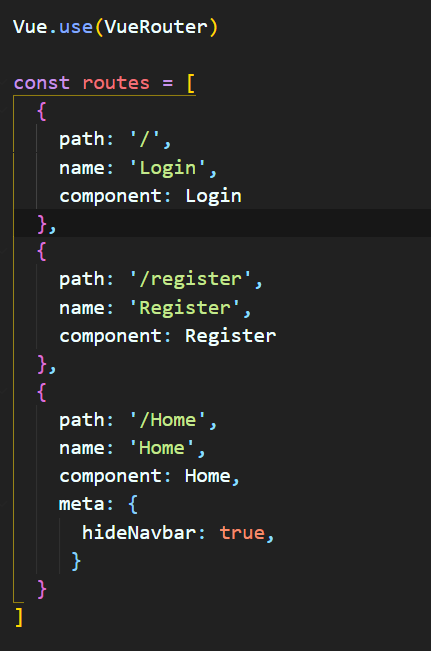 Vue.use(VueRouter)
const routes = [
{
path: '/',
name: 'Login',
component: Login
},
{
path: '/register',
name: 'Register',
component: Register
},
{
path: '/Home',
name: 'Home',
component: Home,
meta: {
hideNavbar: true,
}
}
]